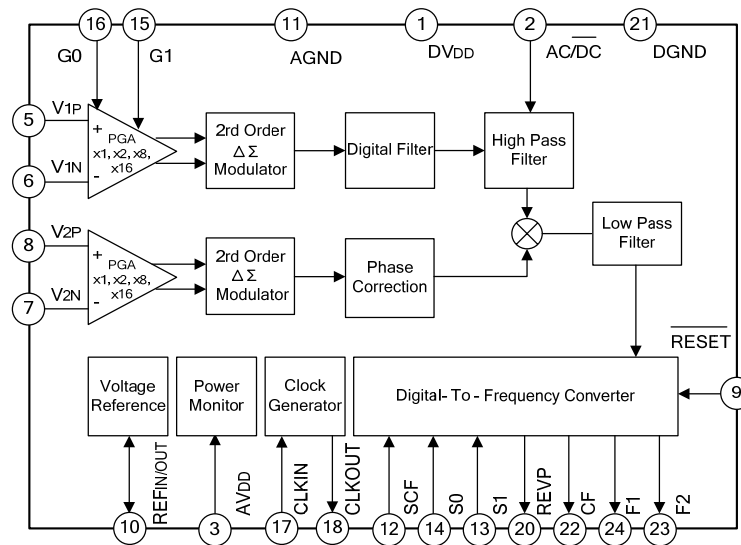 16 15 11 1 2 21
G0 G1 AGND DVDD AC/DC DGND
5 V1P
+
PGA
x1, x2, x8,
x16
-
6 V1N
2rd Order
ΔΣ
Modulator
Digital Filter
High Pass
Filter
8 V2P
+
PGA
x1, x2, x8,
x16
-
7 V2N
2rd Order
ΔΣ
Modulator
Phase
Correction
Low Pass
Filter
RESET
9
Voltage
Reference
Power
Monitor
Clock
Generator
Digital-To-Frequency Converter
REFIN/OUT AVDD CLKIN CLKOUT SCF S0 S1 REVP CF F1 F2
10 3 17 18 12 14 13 20 22 24 23